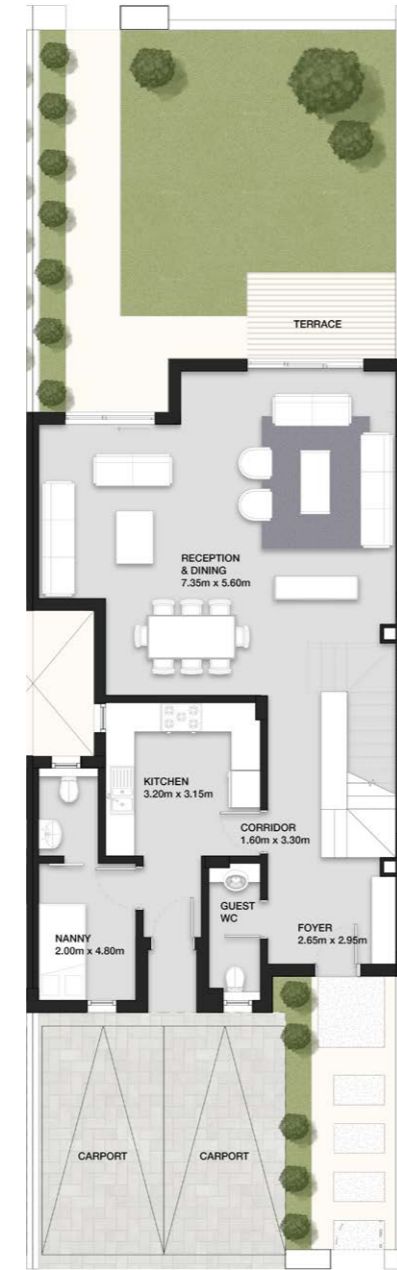 TERRACE
RECEPTION
& DINING
7.35m x 5.60m
KITCHEN
3.20m x 3.15m
CORRIDOR
1.60m x 3.30m
GUEST
WC
FOYER
2.65m x 2.95m
NANNY
2.00m x 4.80m
CARPORT
CARPORT